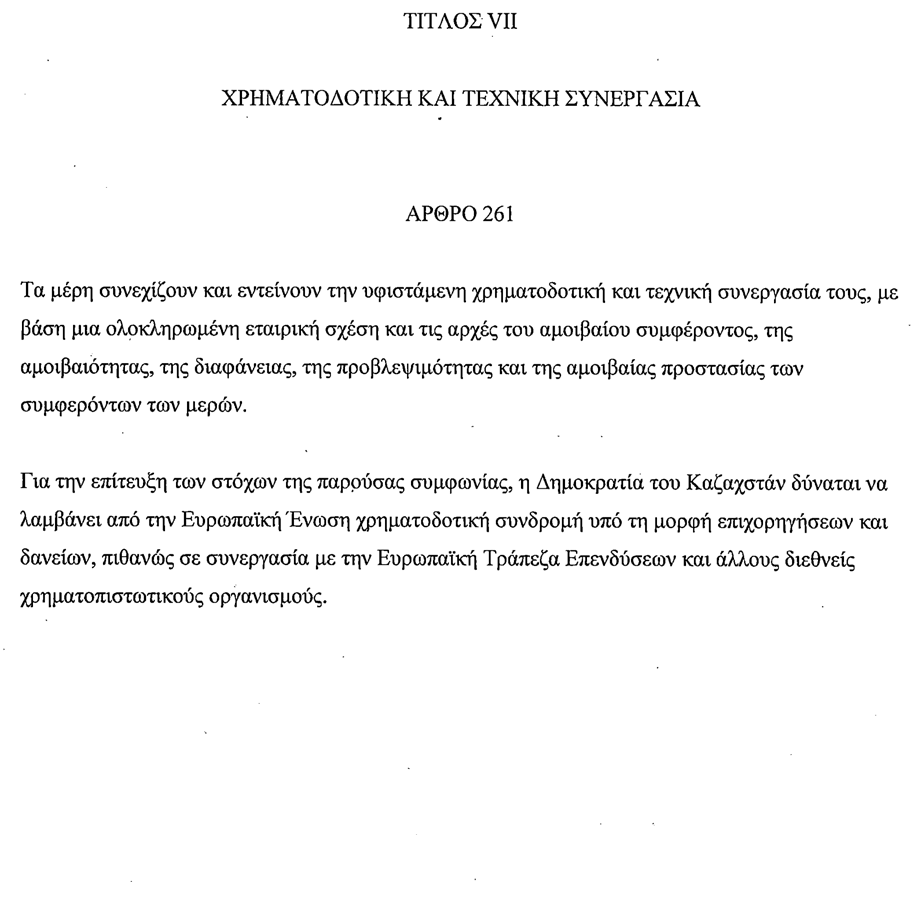 ΤΙΤΛΟΣ VII
ΧΡΗΜΑΤΟΔΟΤΙΚΗ ΚΑΙ ΤΕΧΝΙΚΗ ΣΥΝΕΡΓΑΣΙΑ
ΑΡΘΡΟ 261
Τα μέρη συνεχίζουν και εντείνουν την υφιστάμενη χρηματοδοτική και τεχνική συνεργασία τους, με
βάση μια ολοκληρωμένη εταιρική σχέση και τις αρχές του αμοιβαίου συμφέροντος, της
αμοιβαιότητας, της διαφάνειας, της προβλεψιμότητας και της αμοιβαίας προστασίας των
συμφερόντων των μερών.
Για την επίτευξη των στόχων της παρούσας συμφωνίας, η Δημοκρατία του Καζαχστάν δύναται να
λαμβάνει από την Ευρωπαϊκή Ένωση χρηματοδοτική συνδρομή υπό τη μορφή επιχορηγήσεων και
δανείων, πιθανώς σε συνεργασία με την Ευρωπαϊκή Τράπεζα Επενδύσεων και άλλους διεθνείς
χρηματοπιστωτικούς οργανισμούς.